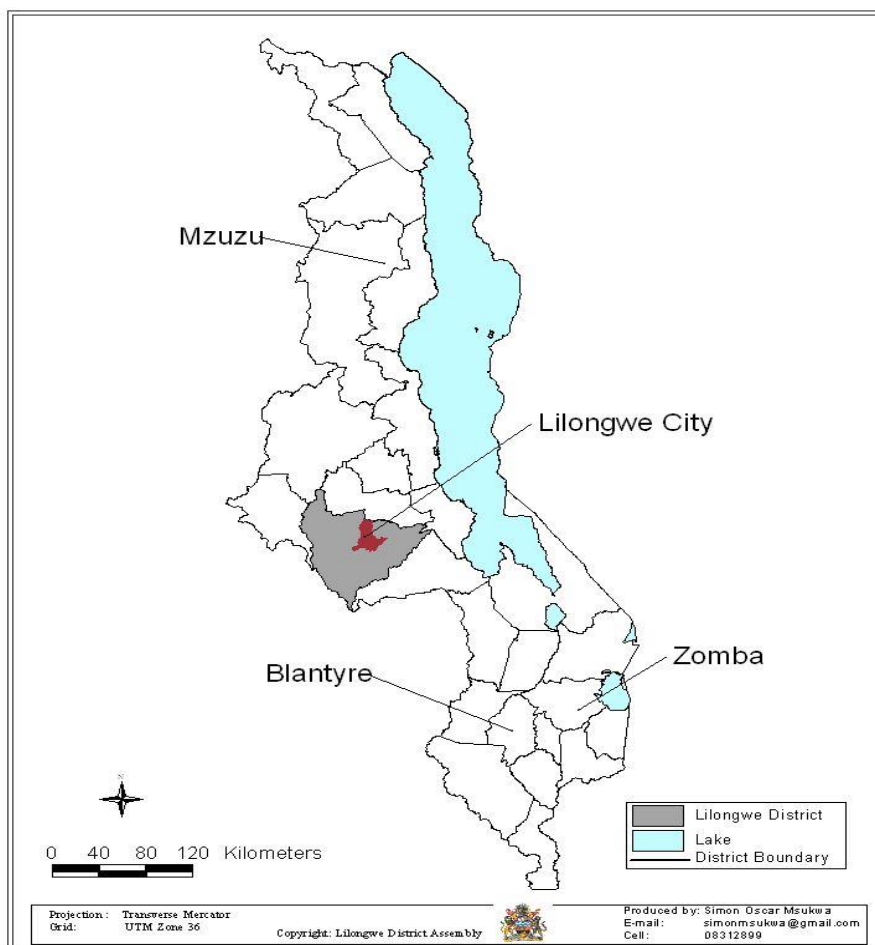 Mzuzu
Lilongwe City
Zomba
Blantyre
N
0 40 80 120 Kilometers
Lilongwe District
Lake
District Boundary
Projection : Transverse Mercator
Grid: UTM Zone 36
Copyright: Lilongwe District Assembly
Produced by: Simon Oscar Msukwa
E-mail: simonmsukwa@gmail.com
Cell: 08312899